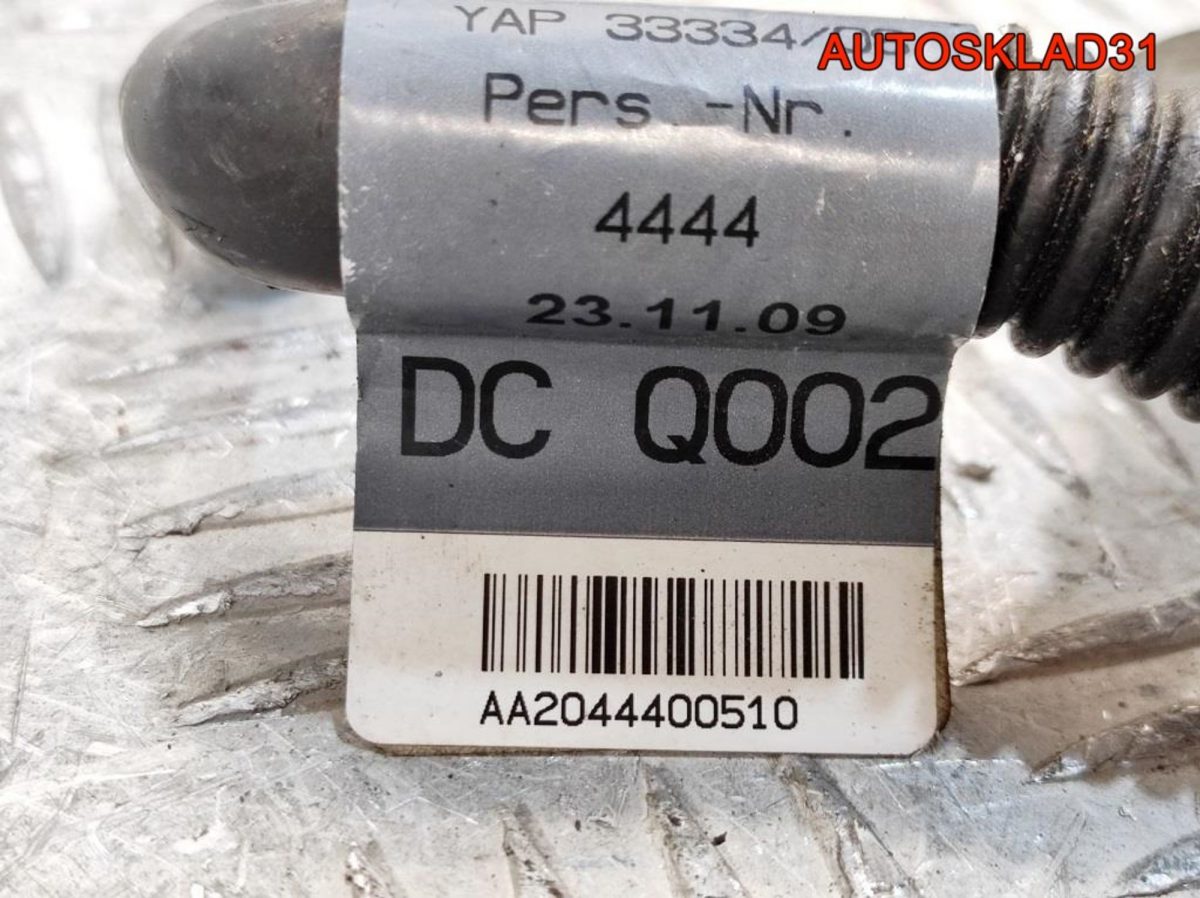 YAP 33334/
AUTOSKLAD31
Pers.-Nr.
4444
23.11.09
DC Q002
AA2044400510